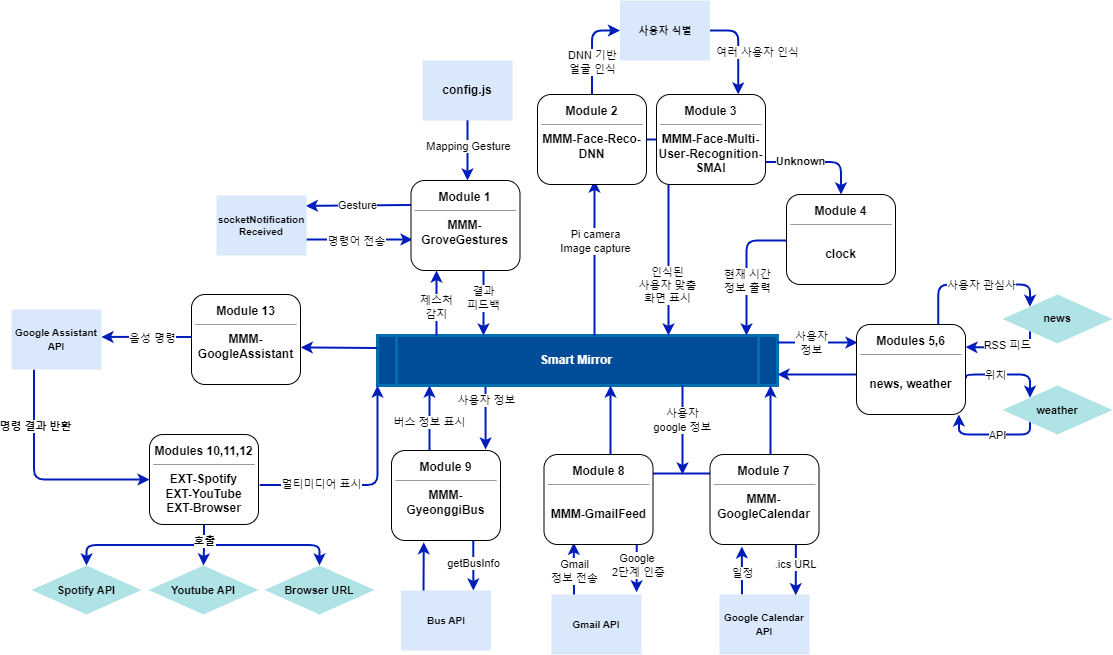 사용자 식별
DNN 기반
얼굴 인식
여러 사용자 인식
config.js
Mapping Gesture
Module 2
MMM-Face-Reco-
DNN
Module 3
MMM-Face-Multi-
User-Recognition-
SMAI
Unknown
Module 1
MMM-
GroveGestures
Gesture
socketNotification
Received
명령어 전송
Module 4
clock
Pi camera
Image capture
인식된
사용자 맞춤
화면 표시
현재 시간
정보 출력
제스처
감지
결과
피드백
사용자 관심사
news
RSS 피드
Module 13
MMM-
GoogleAssistant
음성 명령
Google Assistant
API
Smart Mirror
사용자
정보
Modules 5,6
news, weather
위치
weather
API
명령 결과 반환
사용자 정보
버스 정보 표시
사용자
google 정보
Modules 10,11,12
EXT-Spotify
EXT-YouTube
EXT-Browser
멀티미디어 표시
Module 9
MMM-
GyeonggiBus
Module 8
MMM-GmailFeed
Module 7
MMM-
GoogleCalendar
호출
getBusInfo
Gmail
정보 전송
Google
2단계 인증
일정
.ics URL
Spotify API
Youtube API
Browser URL
Bus API
Gmail API
Google Calendar
API